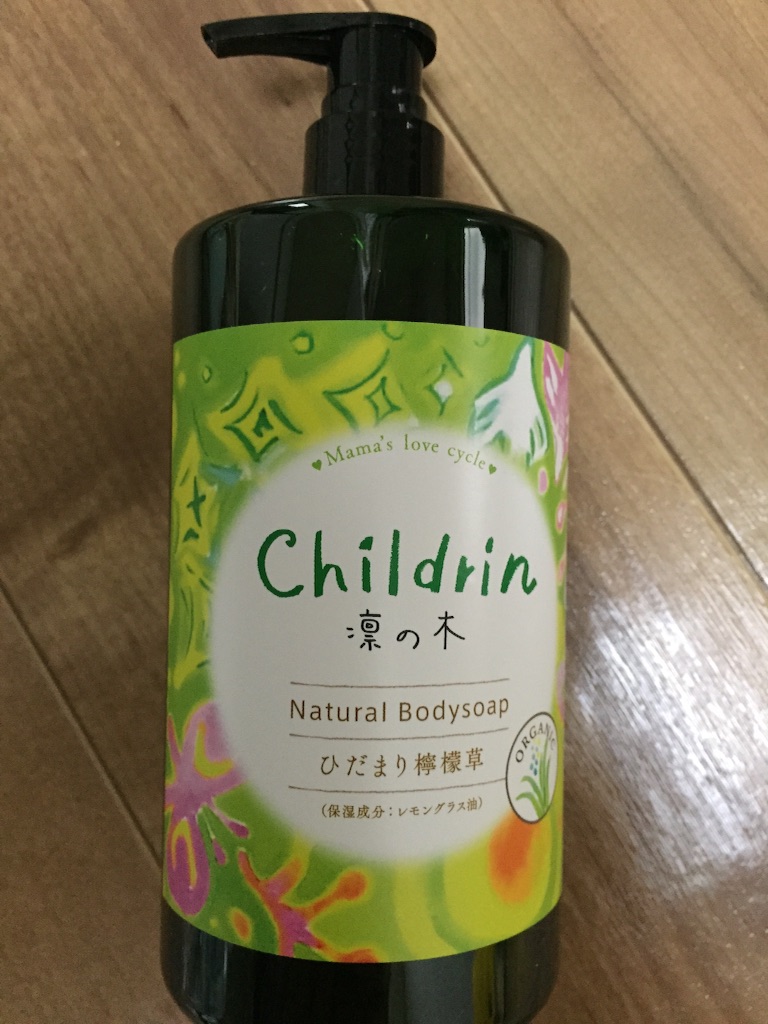 ♥Mama's love cycle♥
Childrin
凛の木
Natural Bodysoap
ORGANIC
ひだまり檸檬草
(保湿成分：レモングラス油)